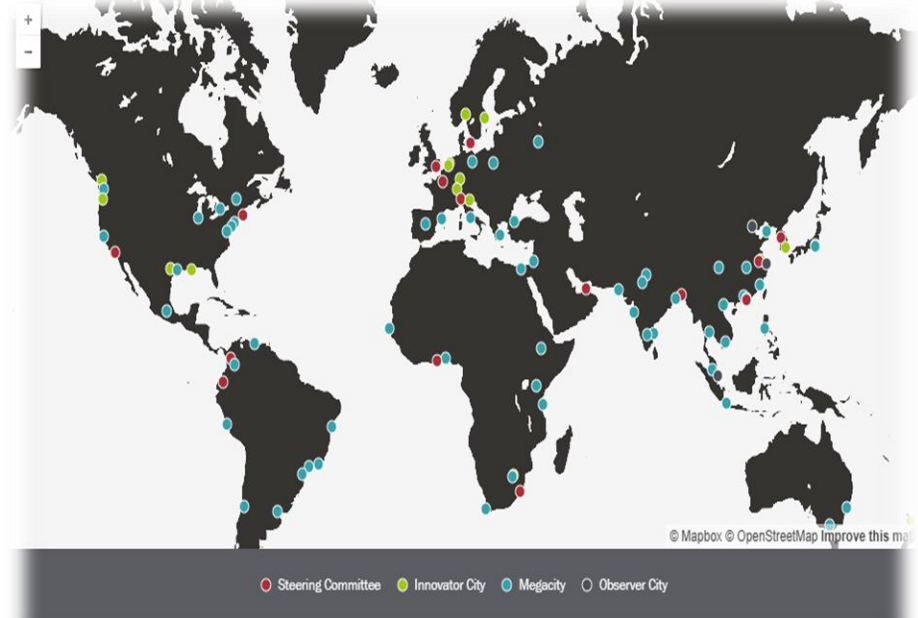 +
−
© Mapbox © OpenStreetMap Improve this ma
Steering Committee Innovator City Megacity Observer City